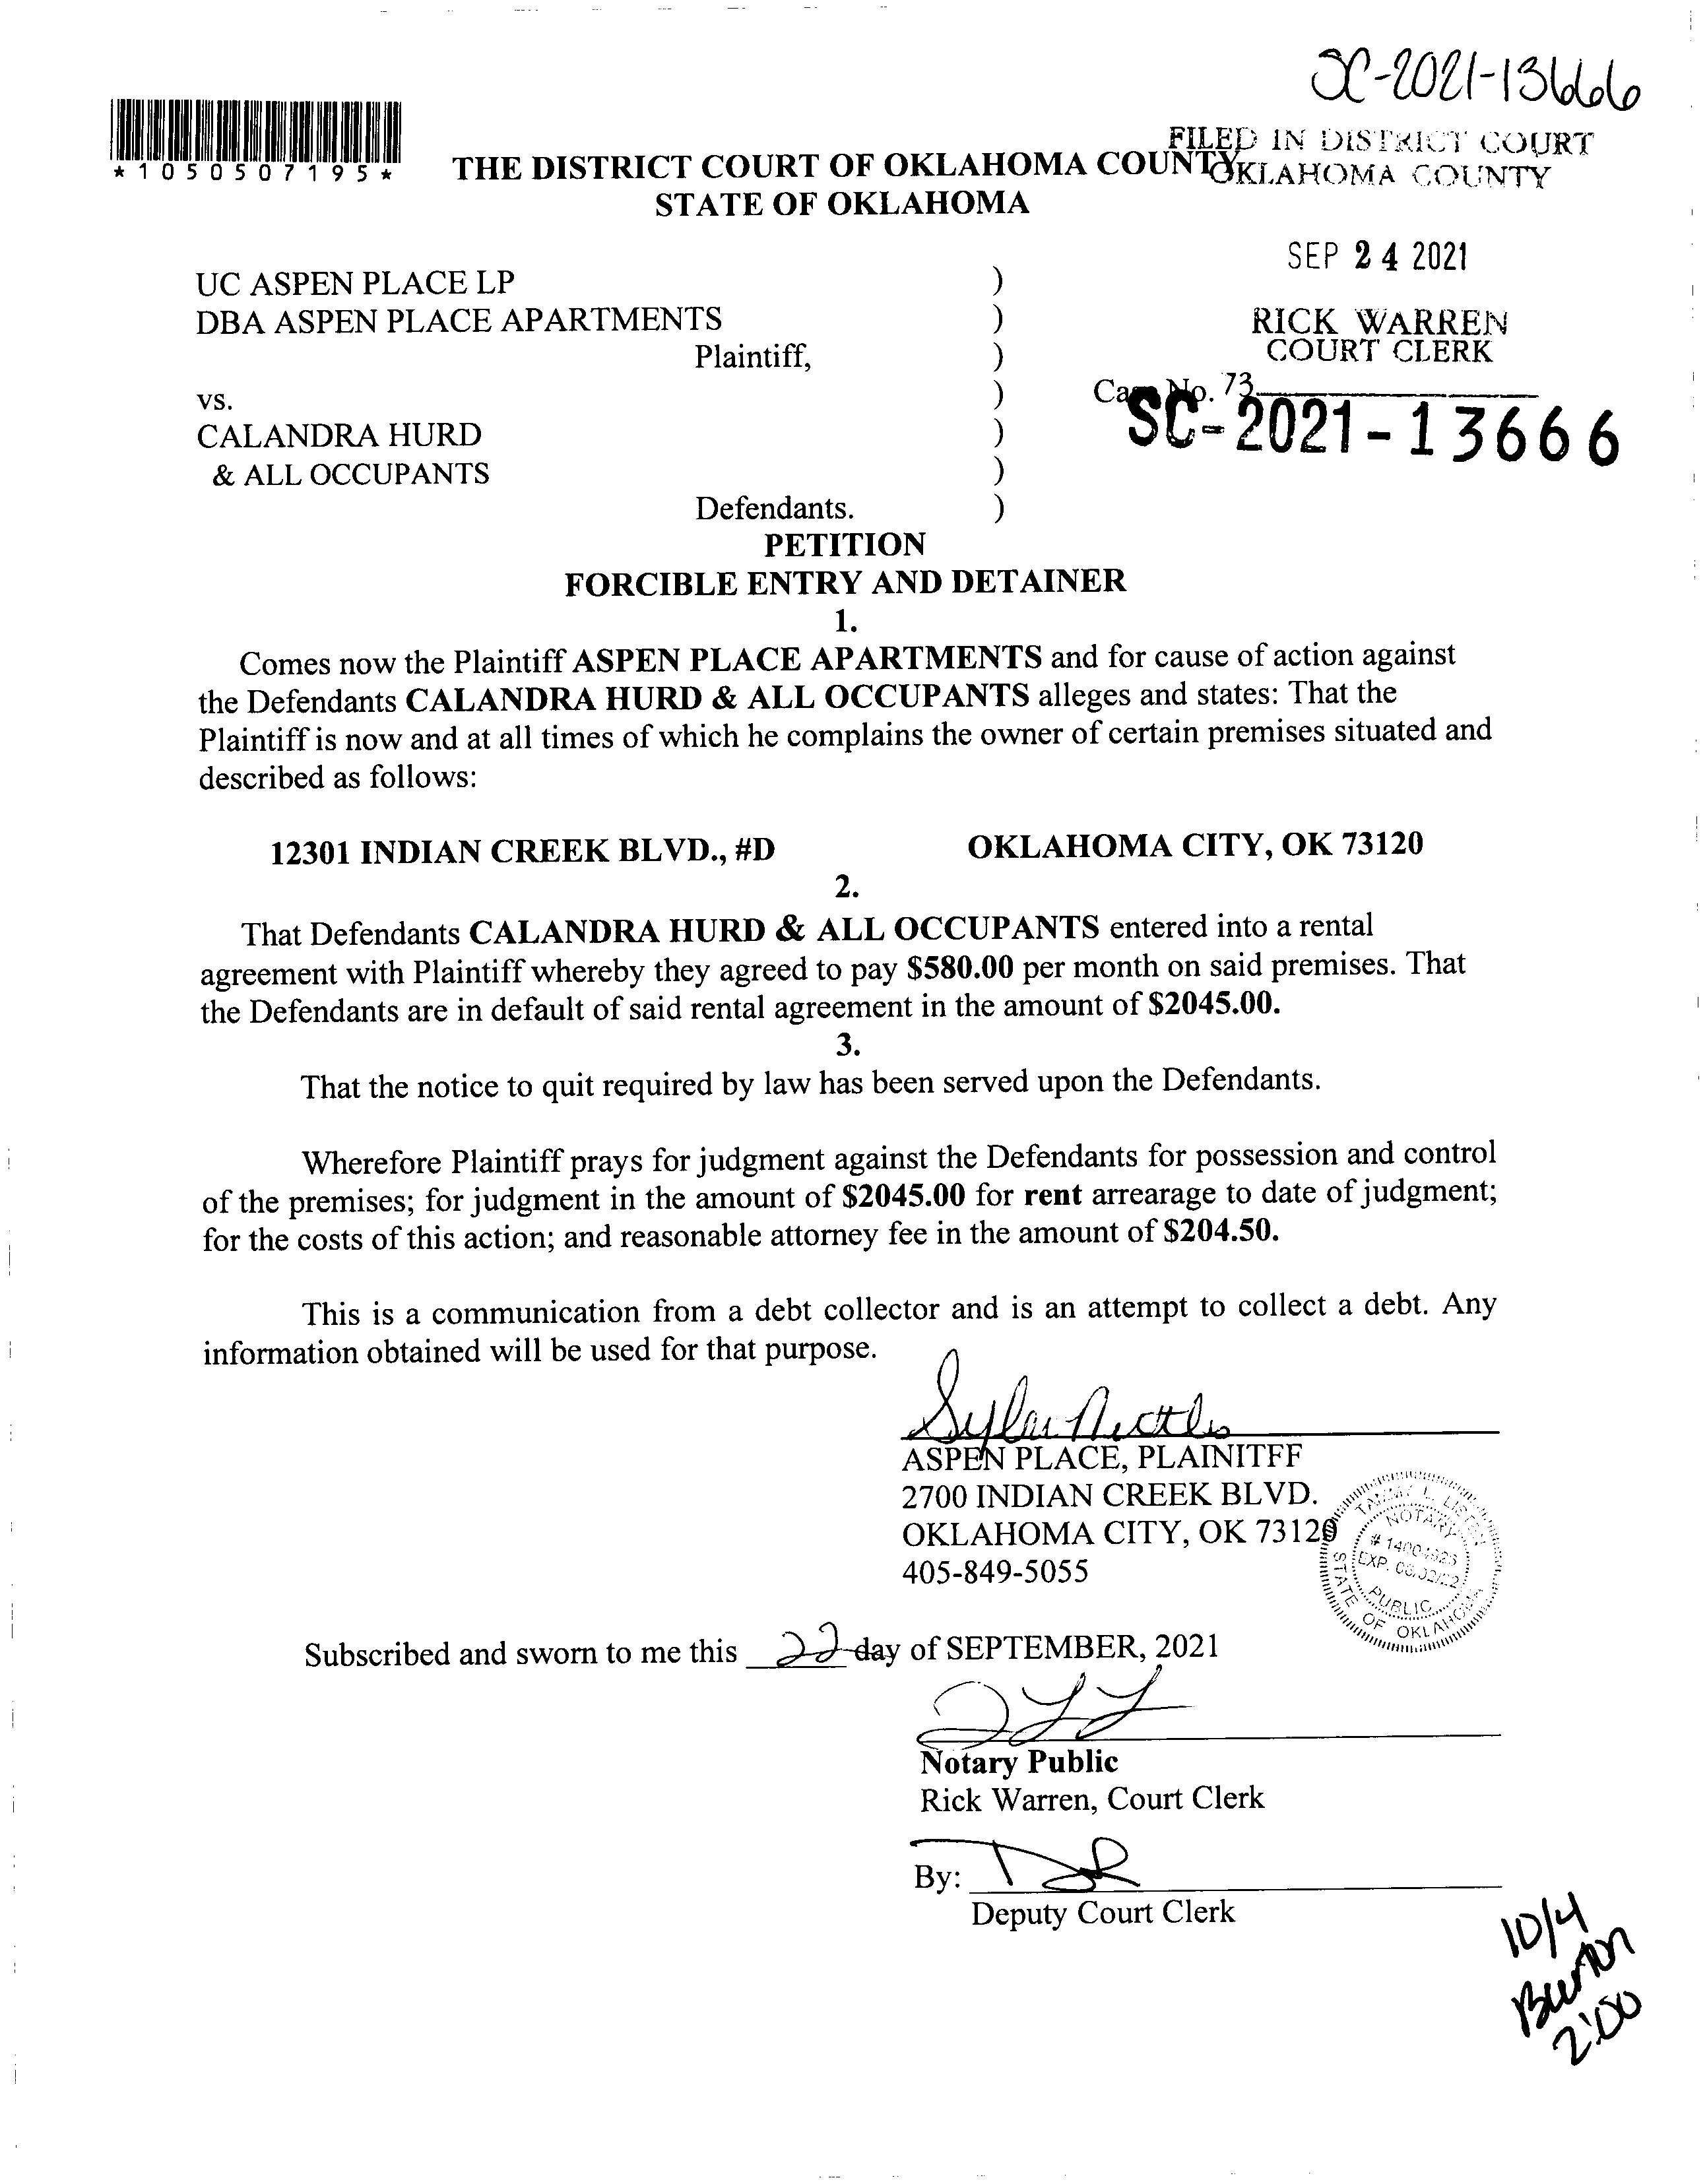 SC-2021-13666
*1050507195*
FILED IN DISTRICT COURT
OKLAHOMA COUNTY
THE DISTRICT COURT OF OKLAHOMA COUNTY
STATE OF OKLAHOMA
SEP 24 2021
RICK WARREN
COURT CLERK
UC ASPEN PLACE LP )
DBA ASPEN PLACE APARTMENTS )
Plaintiff, )
Case No. 73
SC-2021-13666
vs. )
CALANDRA HURD )
& ALL OCCUPANTS )
Defendants. )
PETITION
FORCIBLE ENTRY AND DETAINER
1.
Comes now the Plaintiff ASPEN PLACE APARTMENTS and for cause of action against
the Defendants CALANDRA HURD & ALL OCCUPANTS alleges and states: That the
Plaintiff is now and at all times of which he complains the owner of certain premises situated and
described as follows:
12301 INDIAN CREEK BLVD., #D OKLAHOMA CITY, OK 73120
2.
That Defendants CALANDRA HURD & ALL OCCUPANTS entered into a rental
agreement with Plaintiff whereby they agreed to pay $580.00 per month on said premises. That
the Defendants are in default of said rental agreement in the amount of $2045.00.
3.
That the notice to quit required by law has been served upon the Defendants.
Wherefore Plaintiff prays for judgment against the Defendants for possession and control
of the premises; for judgment in the amount of $2045.00 for rent arrearage to date of judgment;
for the costs of this action; and reasonable attorney fee in the amount of $204.50.
This is a communication from a debt collector and is an attempt to collect a debt. Any
information obtained will be used for that purpose.
ASPEN PLACE, PLAINITFF
2700 INDIAN CREEK BLVD.
OKLAHOMA CITY, OK 73120
405-849-5055
NOTARY
PUBLIC
STATE OF OKLAHOMA
Subscribed and sworn to me this 22 day of SEPTEMBER, 2021
Notary Public
Rick Warren, Court Clerk
By:
Deputy Court Clerk
10/4
Burton
2:00